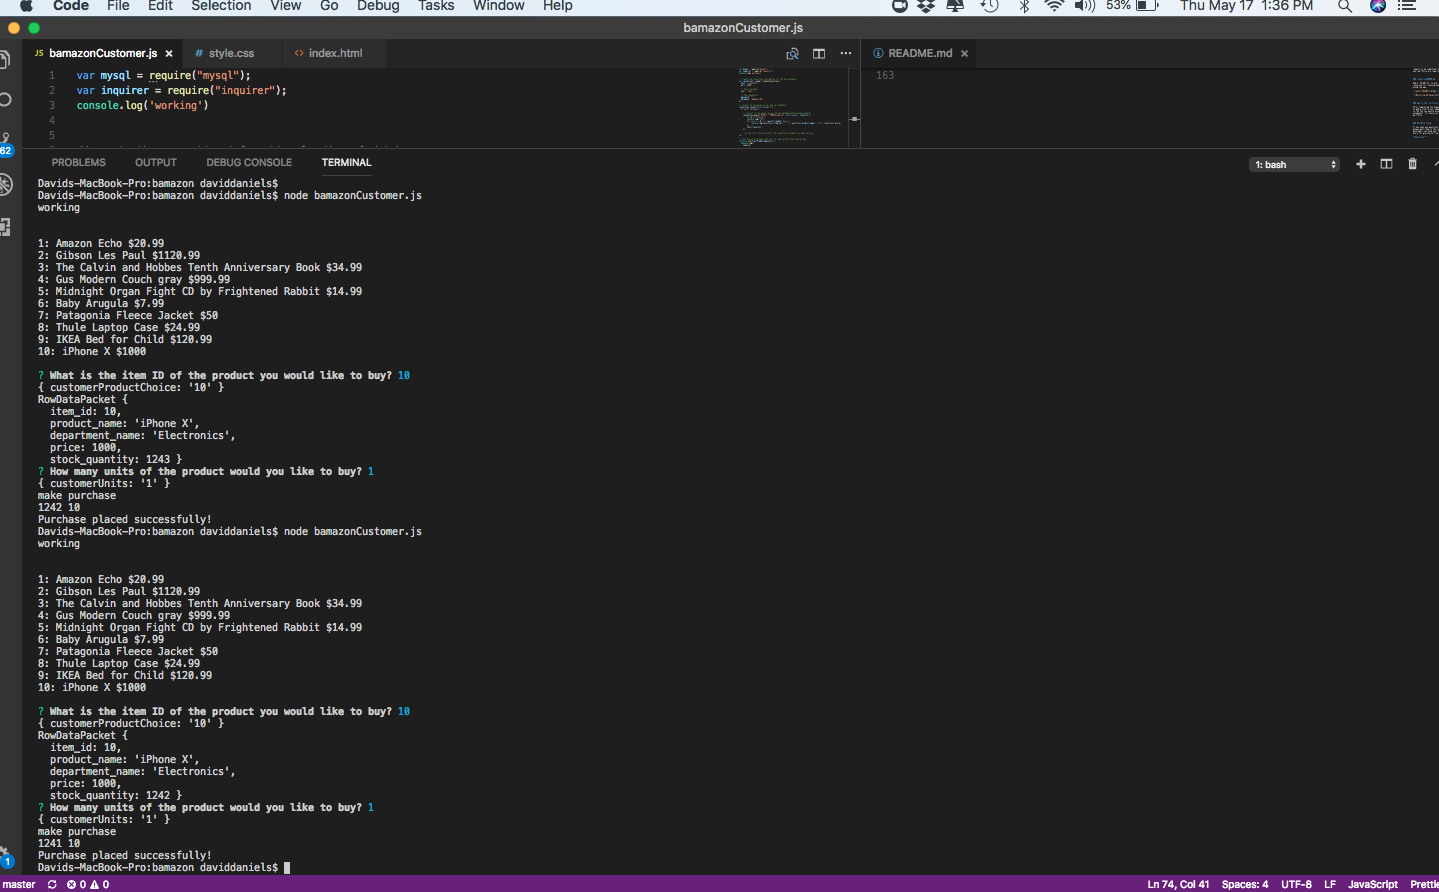 Code File Edit Selection View Go Debug Tasks Window Help 53% Thu May 17 1:36 PM
bamazonCustomer.js
JS bamazonCustomer.js × # style.css <> index.html README.md ×
1 var mysql = require("mysql");
2 var inquirer = require("inquirer");
3 console.log('working')
4
5
163
62
PROBLEMS OUTPUT DEBUG CONSOLE TERMINAL 1: bash
Davids-MacBook-Pro:bamazon daviddaniels$
Davids-MacBook-Pro:bamazon daviddaniels$ node bamazonCustomer.js
working
1: Amazon Echo $20.99
2: Gibson Les Paul $1120.99
3: The Calvin and Hobbes Tenth Anniversary Book $34.99
4: Gus Modern Couch gray $999.99
5: Midnight Organ Fight CD by Frightened Rabbit $14.99
6: Baby Arugula $7.99
7: Patagonia Fleece Jacket $50
8: Thule Laptop Case $24.99
9: IKEA Bed for Child $120.99
10: iPhone X $1000
? What is the item ID of the product you would like to buy? 10
{ customerProductChoice: '10' }
RowDataPacket {
item_id: 10,
product_name: 'iPhone X',
department_name: 'Electronics',
price: 1000,
stock_quantity: 1243 }
? How many units of the product would you like to buy? 1
{ customerUnits: '1' }
make purchase
1242 10
Purchase placed successfully!
Davids-MacBook-Pro:bamazon daviddaniels$ node bamazonCustomer.js
working
1: Amazon Echo $20.99
2: Gibson Les Paul $1120.99
3: The Calvin and Hobbes Tenth Anniversary Book $34.99
4: Gus Modern Couch gray $999.99
5: Midnight Organ Fight CD by Frightened Rabbit $14.99
6: Baby Arugula $7.99
7: Patagonia Fleece Jacket $50
8: Thule Laptop Case $24.99
9: IKEA Bed for Child $120.99
10: iPhone X $1000
? What is the item ID of the product you would like to buy? 10
{ customerProductChoice: '10' }
RowDataPacket {
item_id: 10,
product_name: 'iPhone X',
department_name: 'Electronics',
price: 1000,
stock_quantity: 1242 }
? How many units of the product would you like to buy? 1
{ customerUnits: '1' }
make purchase
1241 10
Purchase placed successfully!
Davids-MacBook-Pro:bamazon daviddaniels$
1
master 0 0 Ln 74, Col 41 Spaces: 4 UTF-8 LF JavaScript